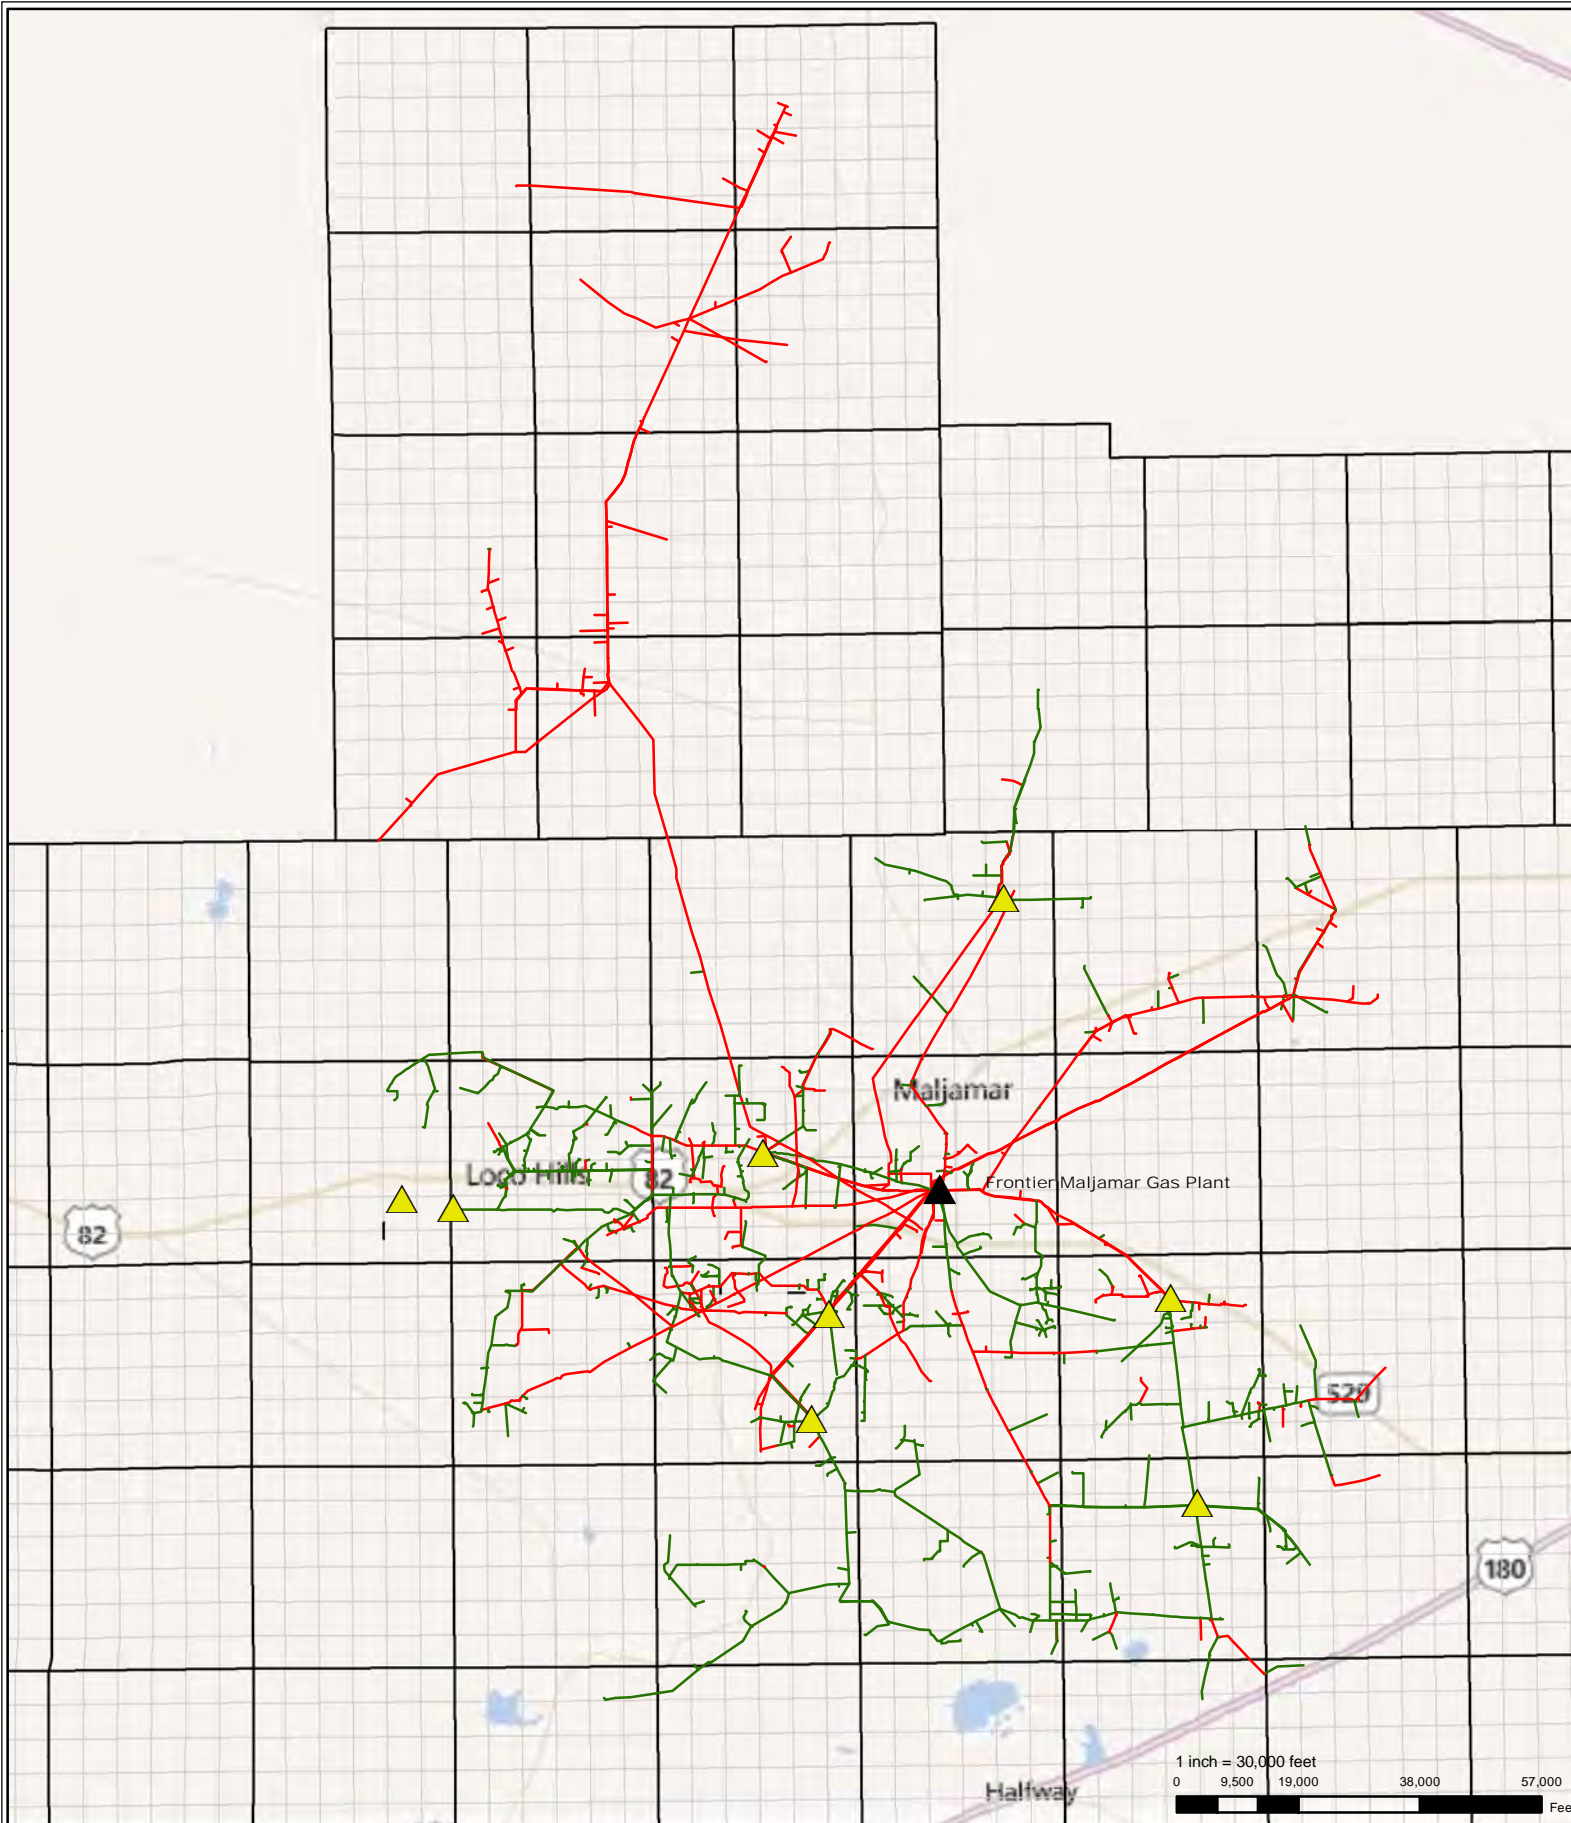 Maljamar
Loco Hills
82
Frontier Maljamar Gas Plant
82
529
180
1 inch = 30,000 feet
0 9,500 19,000 38,000 57,000
Fee
Halfway